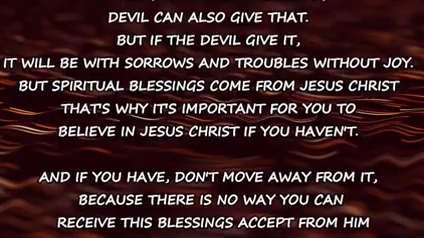 DEVIL CAN ALSO GIVE THAT.
BUT IF THE DEVIL GIVE IT,
IT WILL BE WITH SORROWS AND TROUBLES WITHOUT JOY.
BUT SPIRITUAL BLESSINGS COME FROM JESUS CHRIST
THAT'S WHY IT'S IMPORTANT FOR YOU TO
BELIEVE IN JESUS CHRIST IF YOU HAVEN'T.
AND IF YOU HAVE, DON'T MOVE AWAY FROM IT,
BECAUSE THERE IS NO WAY YOU CAN
RECEIVE THIS BLESSINGS ACCEPT FROM HIM